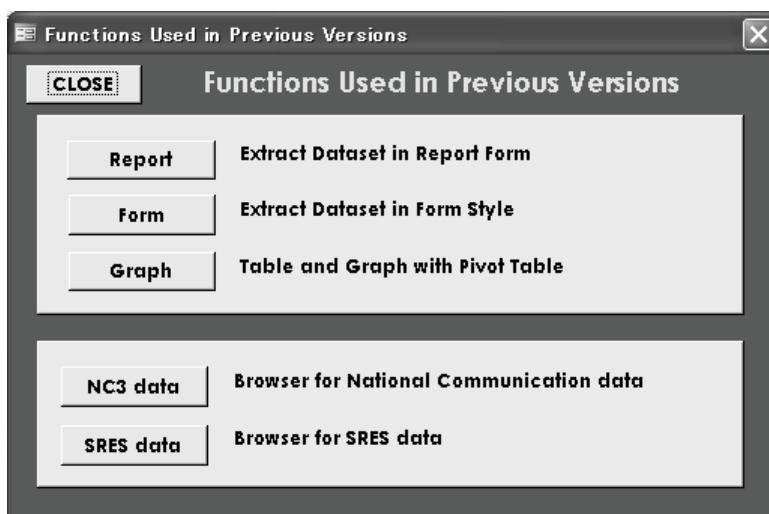 Functions Used in Previous Versions
CLOSE Functions Used in Previous Versions
Report Extract Dataset in Report Form
Form Extract Dataset in Form Style
Graph Table and Graph with Pivot Table
NC3 data Browser for National Communication data
SRES data Browser for SRES data